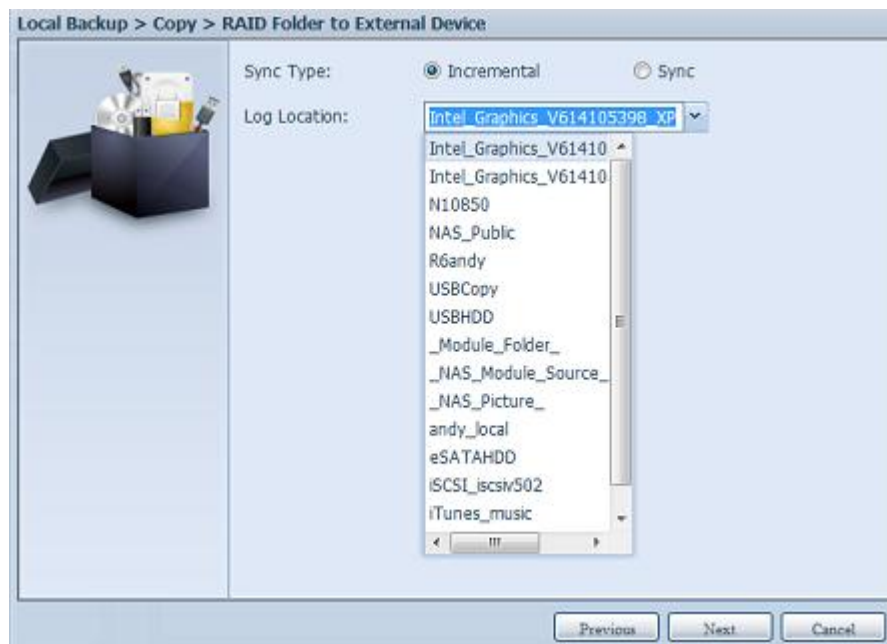 Local Backup > Copy > RAID Folder to External Device
Sync Type: Incremental Sync
Log Location: Intel_Graphics_V614105398_XP
Intel_Graphics_V61410
Intel_Graphics_V61410
N10850
NAS_Public
R6andy
USBCopy
USBHDD
_Module_Folder_
_NAS_Module_Source_
_NAS_Picture_
andy_local
eSATAHDD
iSCSI_iscsiv502
iTunes_music
Previous Next Cancel